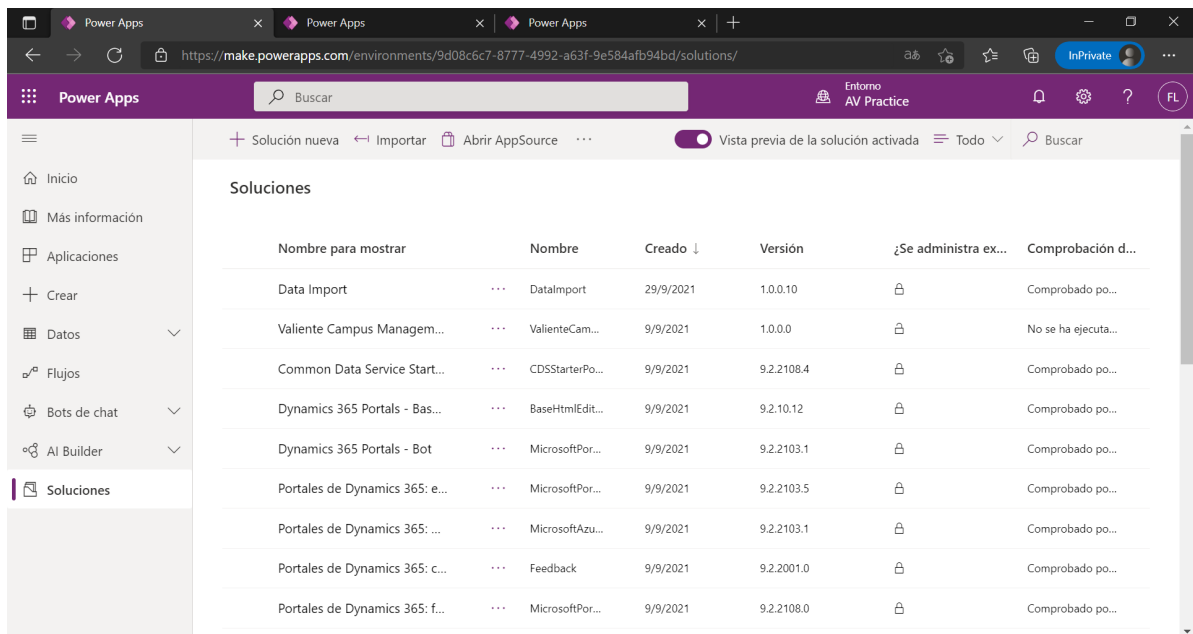 Power Apps
Power Apps
Power Apps
https://make.powerapps.com/environments/9d08c6c7-8777-4992-a63f-9e584afb94bd/solutions/
aあ
InPrivate
Power Apps
Buscar
Entorno
AV Practice
?
FL
Solución nueva
Importar
Abrir AppSource
Vista previa de la solución activada
Todo
Buscar
Inicio
Más información
Aplicaciones
Crear
Datos
Flujos
Bots de chat
AI Builder
Soluciones
Soluciones
Nombre para mostrar Nombre Creado ↓ Versión ¿Se administra ex... Comprobación d...
Data Import ... DataImport 29/9/2021 1.0.0.10 Comprobado po...
Valiente Campus Managem... ... ValienteCam... 9/9/2021 1.0.0.0 No se ha ejecuta...
Common Data Service Start... ... CDSStarterPo... 9/9/2021 9.2.2108.4 Comprobado po...
Dynamics 365 Portals - Bas... ... BaseHtmlEdit... 9/9/2021 9.2.10.12 Comprobado po...
Dynamics 365 Portals - Bot ... MicrosoftPor... 9/9/2021 9.2.2103.1 Comprobado po...
Portales de Dynamics 365: e... ... MicrosoftPor... 9/9/2021 9.2.2103.5 Comprobado po...
Portales de Dynamics 365: ... ... MicrosoftAzu... 9/9/2021 9.2.2103.1 Comprobado po...
Portales de Dynamics 365: c... ... Feedback 9/9/2021 9.2.2001.0 Comprobado po...
Portales de Dynamics 365: f... ... MicrosoftPor... 9/9/2021 9.2.2108.0 Comprobado po...